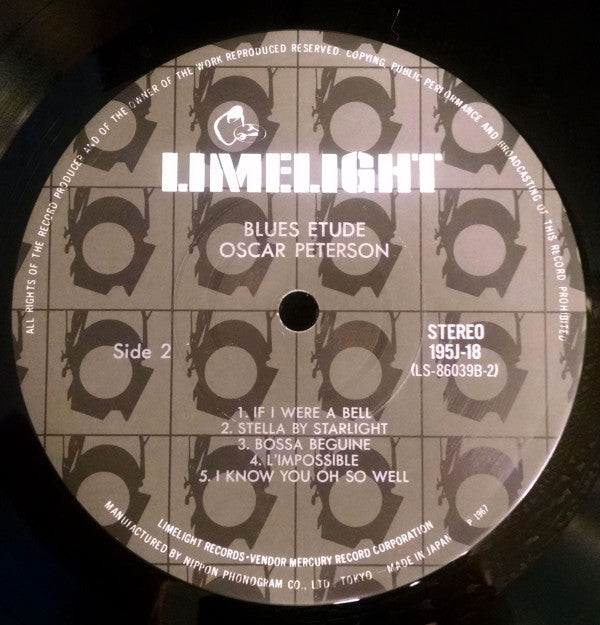 ALL RIGHTS OF THE RECORD PRODUCER AND OF THE OWNER OF THE WORK REPRODUCED RESERVED. COPYING, PUBLIC PERFORMANCE AND BROADCASTING OF THIS RECORD PROHIBITED
LIMELIGHT
BLUES ETUDE
OSCAR PETERSON
Side 2
STEREO
195J-18
(LS-86039B-2)
1. IF I WERE A BELL
2. STELLA BY STARLIGHT
3. BOSSA BEGUINE
4. L'IMPOSSIBLE
5. I KNOW YOU OH SO WELL
LIMELIGHT RECORDS•VENDOR MERCURY RECORD CORPORATION
MANUFACTURED BY NIPPON PHONOGRAM CO., LTD., TOKYO. MADE IN JAPAN P 1967